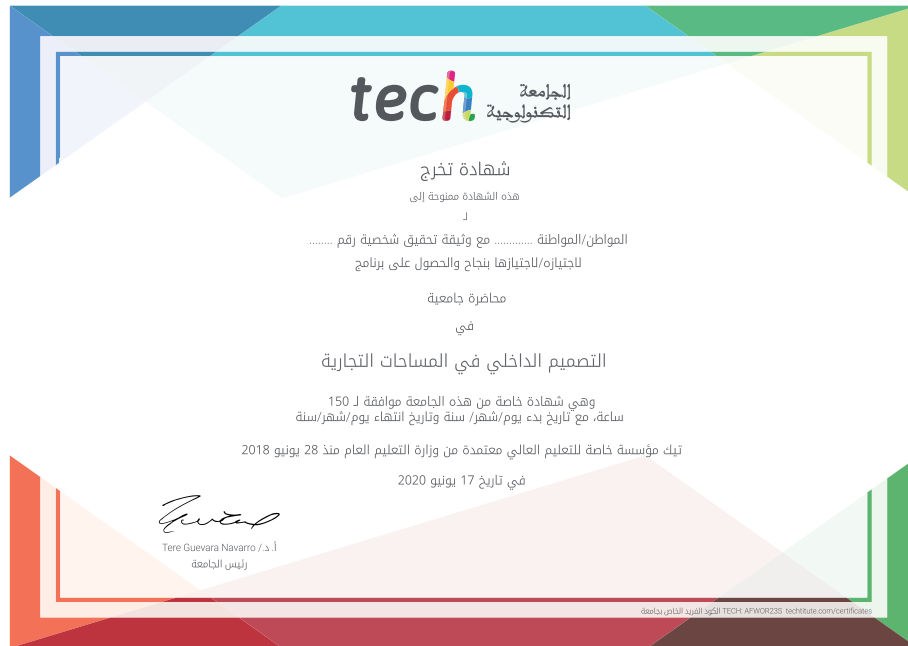 tech الجامعة
التكنولوجية
شهادة تخرج
هذه الشهادة ممنوحة إلى
لـ
المواطن/المواطنة ............. مع وثيقة تحقيق شخصية رقم ........
لاجتيازه/لاجتيازها بنجاح والحصول على برنامج
محاضرة جامعية
في
التصميم الداخلي في المساحات التجارية
وهي شهادة خاصة من هذه الجامعة موافقة لـ 150
ساعة، مع تاريخ بدء يوم/شهر/ سنة وتاريخ انتهاء يوم/شهر/سنة
تيك مؤسسة خاصة للتعليم العالي معتمدة من وزارة التعليم العام منذ 28 يونيو 2018
في تاريخ 17 يونيو 2020
أ. د./ Tere Guevara Navarro
رئيس الجامعة
الكود الفريد الخاص بجامعة TECH: AFWOR23S techtitute.com/certificates